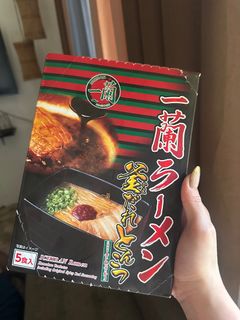 一蘭
一蘭ラーメン
釜だれとんこつ
5食入
ICHIRAN Ramen
including Original Spicy Red Seasoning